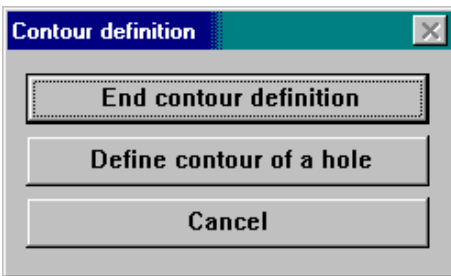 Contour definition
End contour definition
Define contour of a hole
Cancel